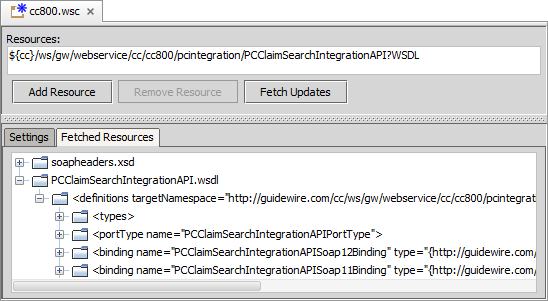 cc800.wsc
Resources:
${cc}/ws/gw/webservice/cc/cc800/pcintegration/PCClaimSearchIntegrationAPI?WSDL
Add Resource Remove Resource Fetch Updates
Settings Fetched Resources
soapheaders.xsd
PCClaimSearchIntegrationAPI.wsdl
<definitions targetNamespace="http://guidewire.com/cc/ws/gw/webservice/cc/cc800/pcintegrat
<types>
<portType name="PCClaimSearchIntegrationAPIPortType">
<binding name="PCClaimSearchIntegrationAPISoap12Binding" type="{http://guidewire.com/
<binding name="PCClaimSearchIntegrationAPISoap11Binding" type="{http://guidewire.com/